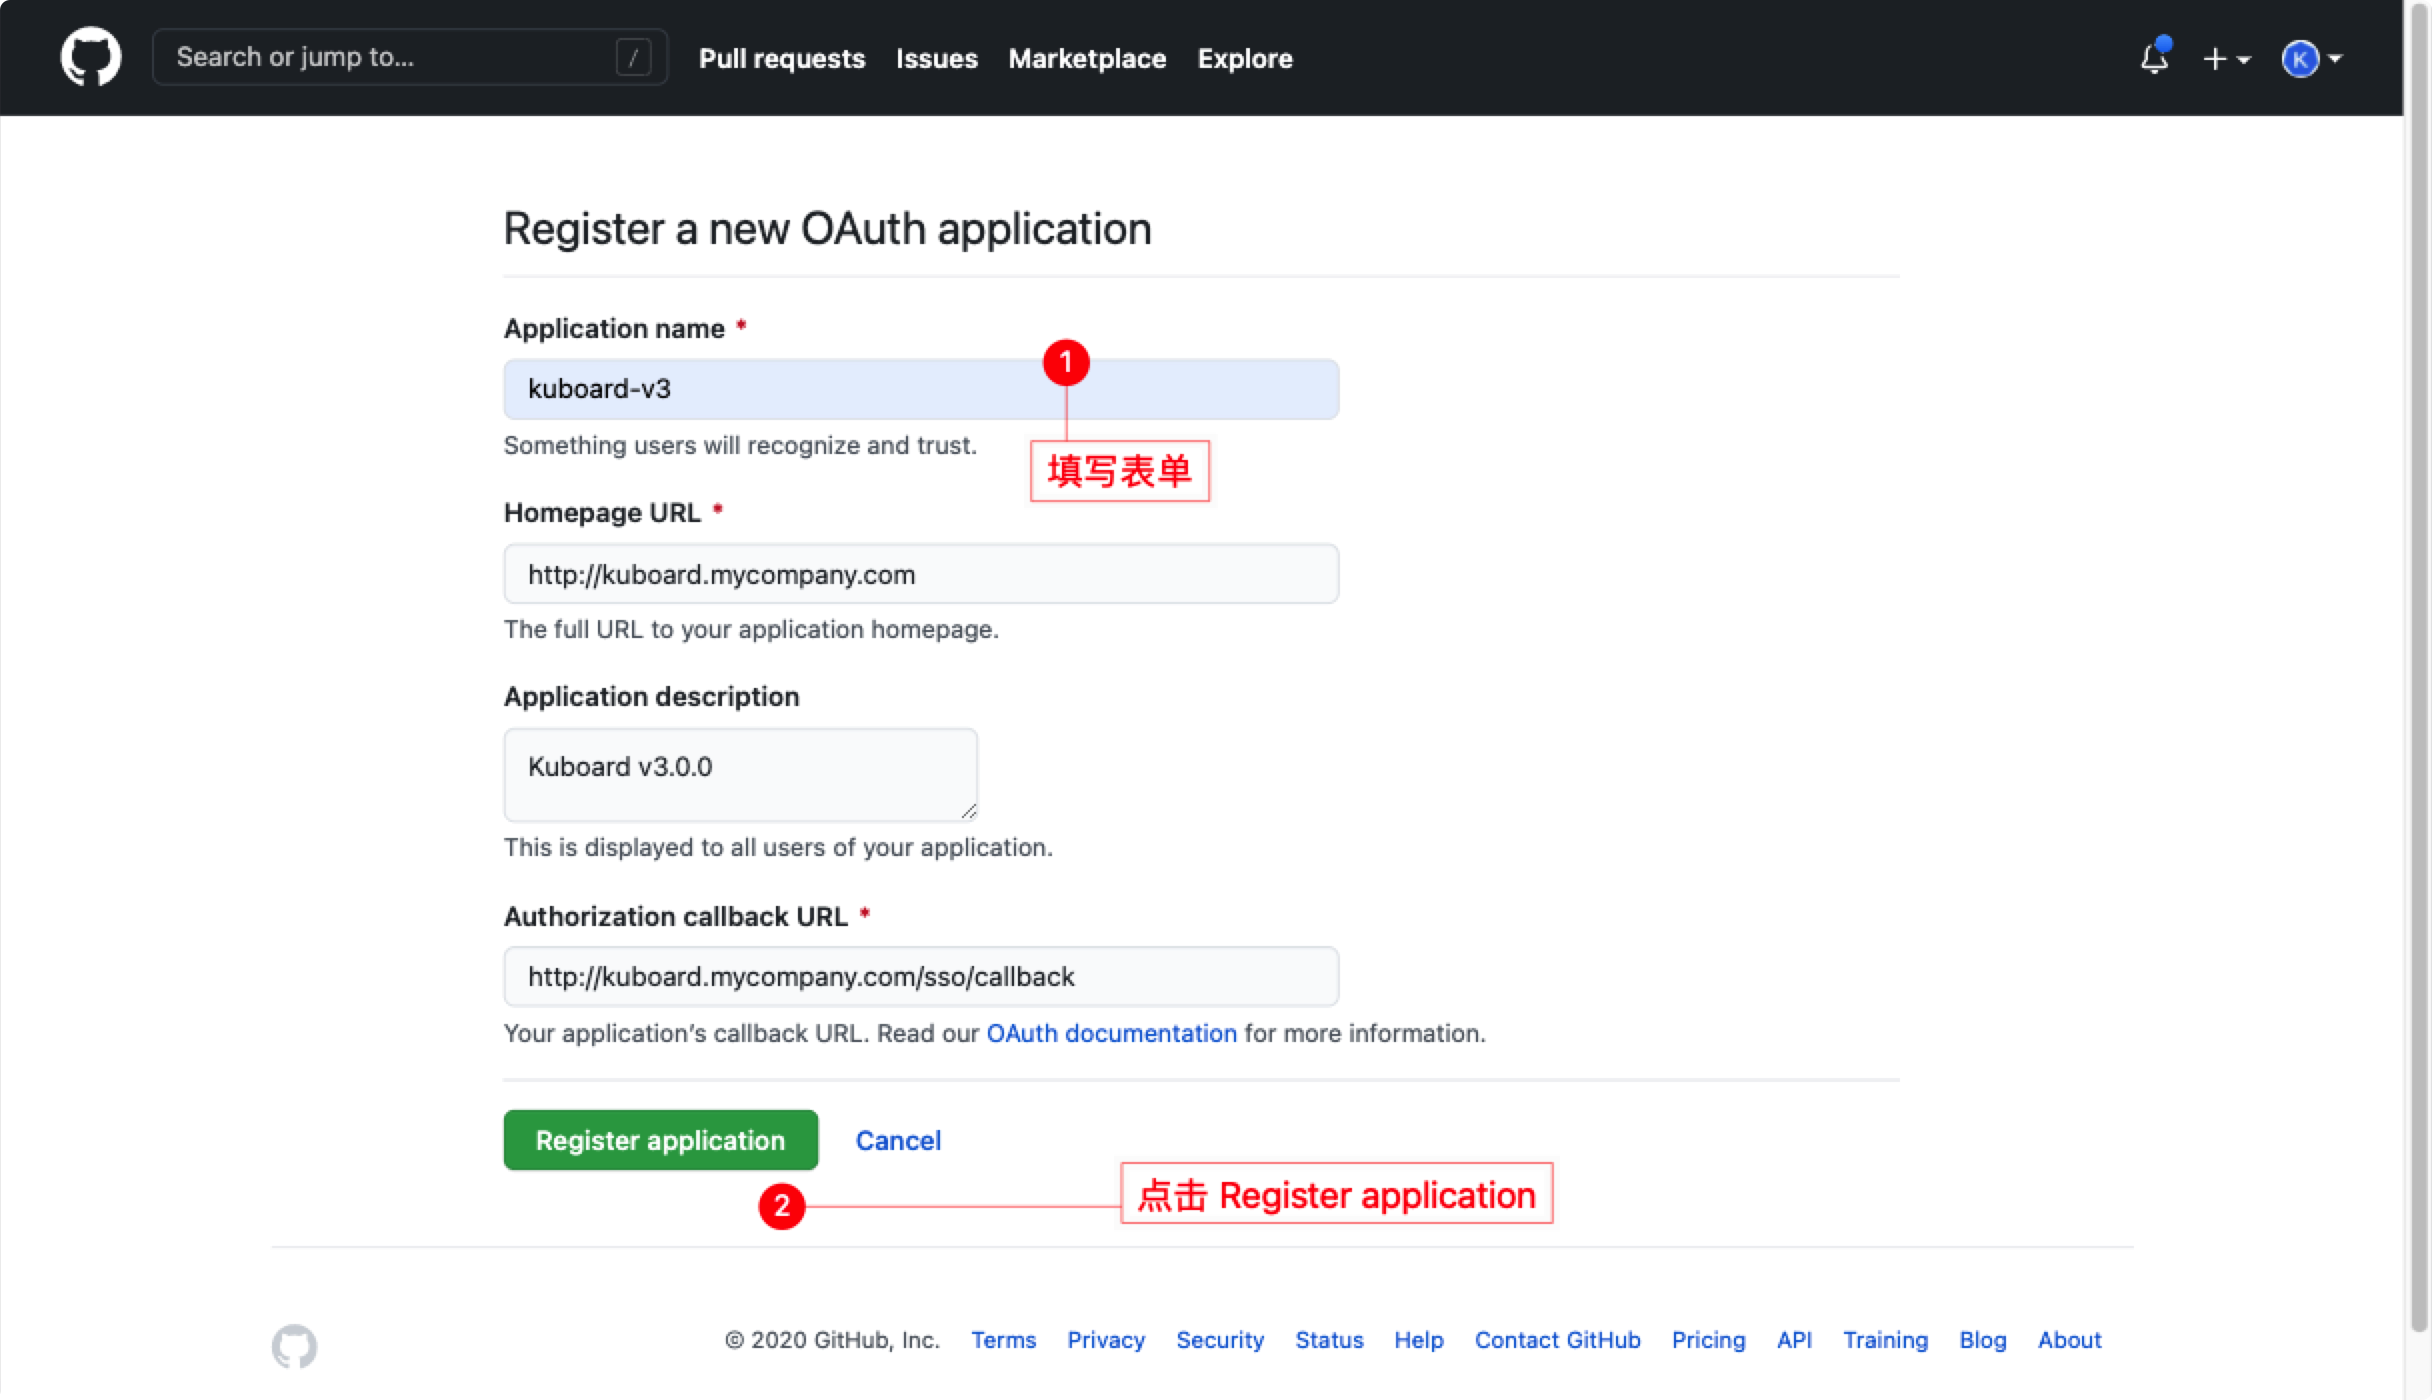 Search or jump to... /
Pull requests Issues Marketplace Explore
K
Register a new OAuth application
Application name *
1
kuboard-v3
Something users will recognize and trust.
填写表单
Homepage URL *
http://kuboard.mycompany.com
The full URL to your application homepage.
Application description
Kuboard v3.0.0
This is displayed to all users of your application.
Authorization callback URL *
http://kuboard.mycompany.com/sso/callback
Your application's callback URL. Read our OAuth documentation for more information.
Register application Cancel
2 点击 Register application
© 2020 GitHub, Inc. Terms Privacy Security Status Help Contact GitHub Pricing API Training Blog About